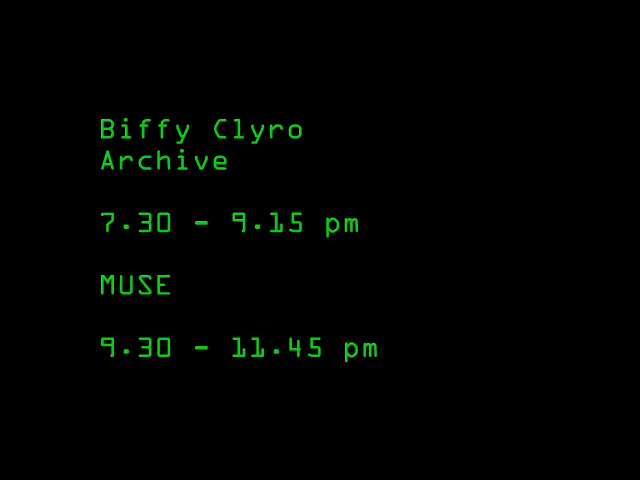 Biffy Clyro
Archive
7.30 - 9.15 pm
MUSE
9.30 - 11.45 pm